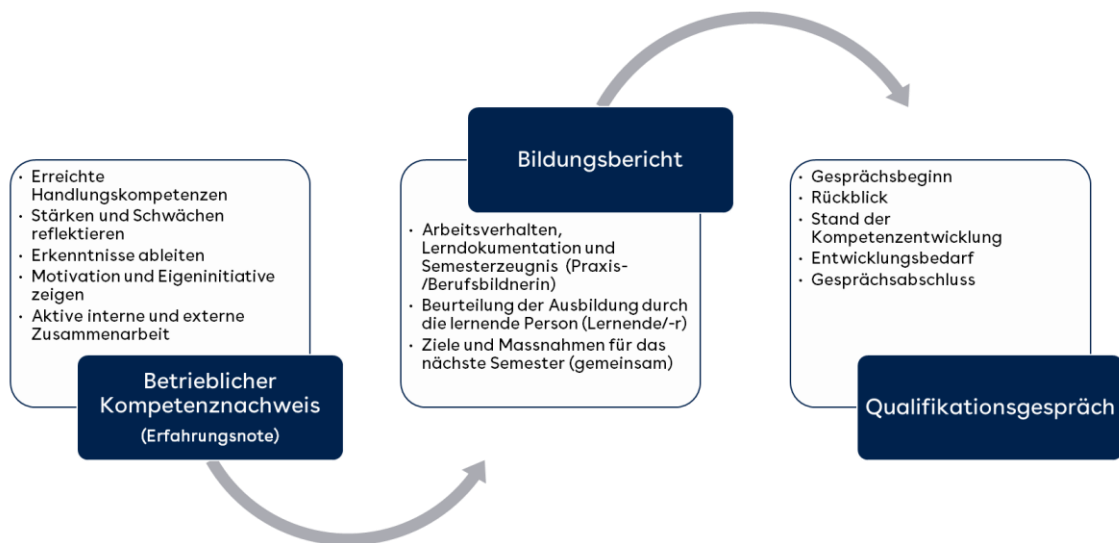 · Erreichte
Handlungskompetenzen
· Stärken und Schwächen
reflektieren
· Erkenntnisse ableiten
· Motivation und Eigeninitiative
zeigen
· Aktive interne und externe
Zusammenarbeit
Betrieblicher
Kompetenznachweis
(Erfahrungsnote)
Bildungsbericht
· Arbeitsverhalten,
Lerndokumentation und
Semesterzeugnis (Praxis-
/Berufsbildnerin)
· Beurteilung der Ausbildung durch
die lernende Person (Lernende/-r)
· Ziele und Massnahmen für das
nächste Semester (gemeinsam)
· Gesprächsbeginn
· Rückblick
· Stand der
Kompetenzentwicklung
· Entwicklungsbedarf
· Gesprächsabschluss
Qualifikationsgespräch